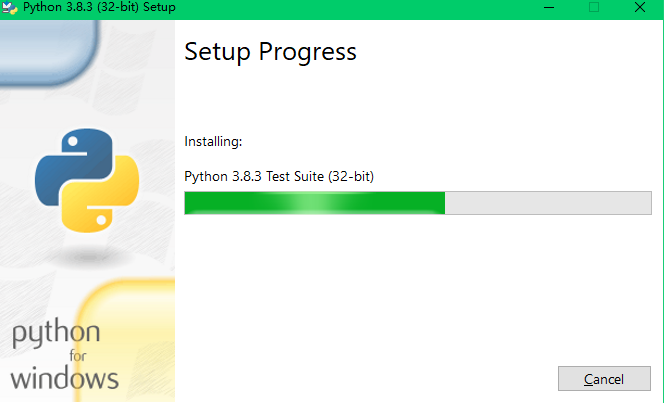 Python 3.8.3 (32-bit) Setup
Setup Progress
Installing:
Python 3.8.3 Test Suite (32-bit)
python
for
windows
Cancel